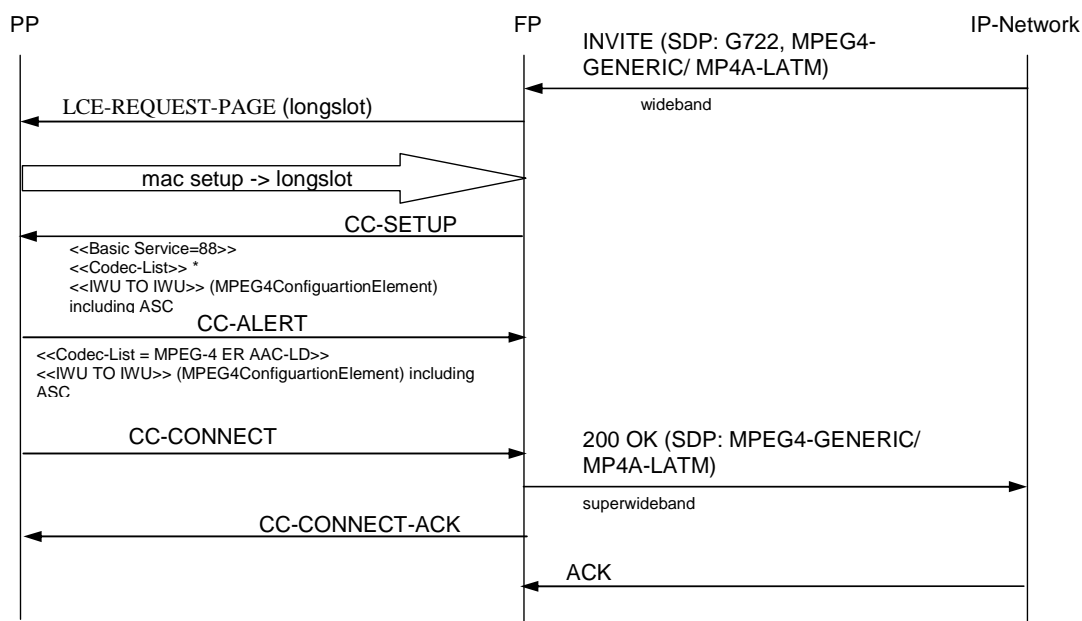 PP
FP
IP-Network
INVITE (SDP: G722, MPEG4-
GENERIC/ MP4A-LATM)
wideband
LCE-REQUEST-PAGE (longslot)
mac setup -> longslot
CC-SETUP
<<Basic Service=88>>
<<Codec-List>> *
<<IWU TO IWU>> (MPEG4ConfiguartionElement)
including ASC
CC-ALERT
<<Codec-List = MPEG-4 ER AAC-LD>>
<<IWU TO IWU>> (MPEG4ConfiguartionElement) including
ASC
CC-CONNECT
200 OK (SDP: MPEG4-GENERIC/
MP4A-LATM)
superwideband
CC-CONNECT-ACK
ACK